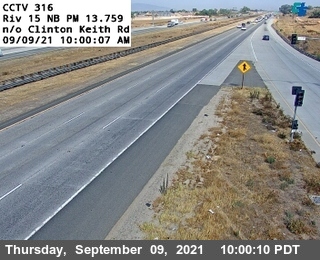 CCTV 316
Riv 15 NB PM 13.759
n/o Clinton Keith Rd
09/09/21 10:00:07 AM
Thursday, September 09, 2021 10:00:10 PDT